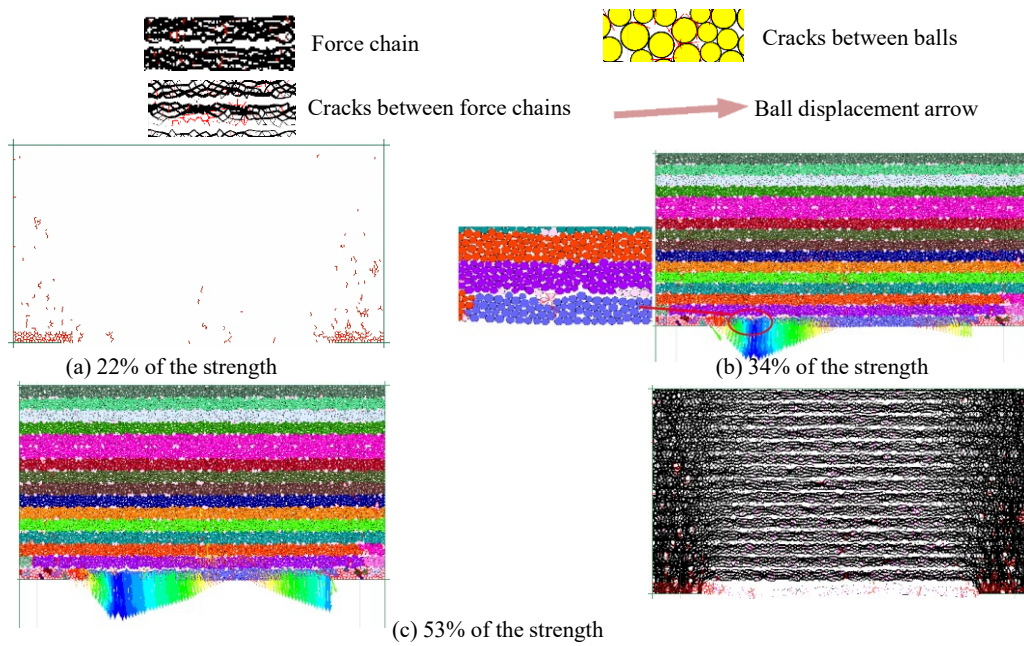 Force chain
Cracks between balls
Cracks between force chains
Ball displacement arrow
(a) 22% of the strength
(b) 34% of the strength
(c) 53% of the strength